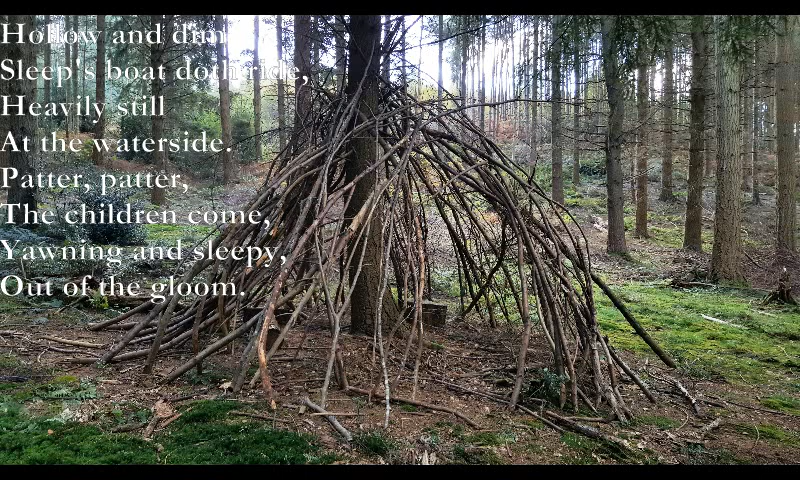 Hollow and dim
Sleep's boat doth ride,
Heavily still
At the waterside.
Patter, patter,
The children come,
Yawning and sleepy,
Out of the gloom.